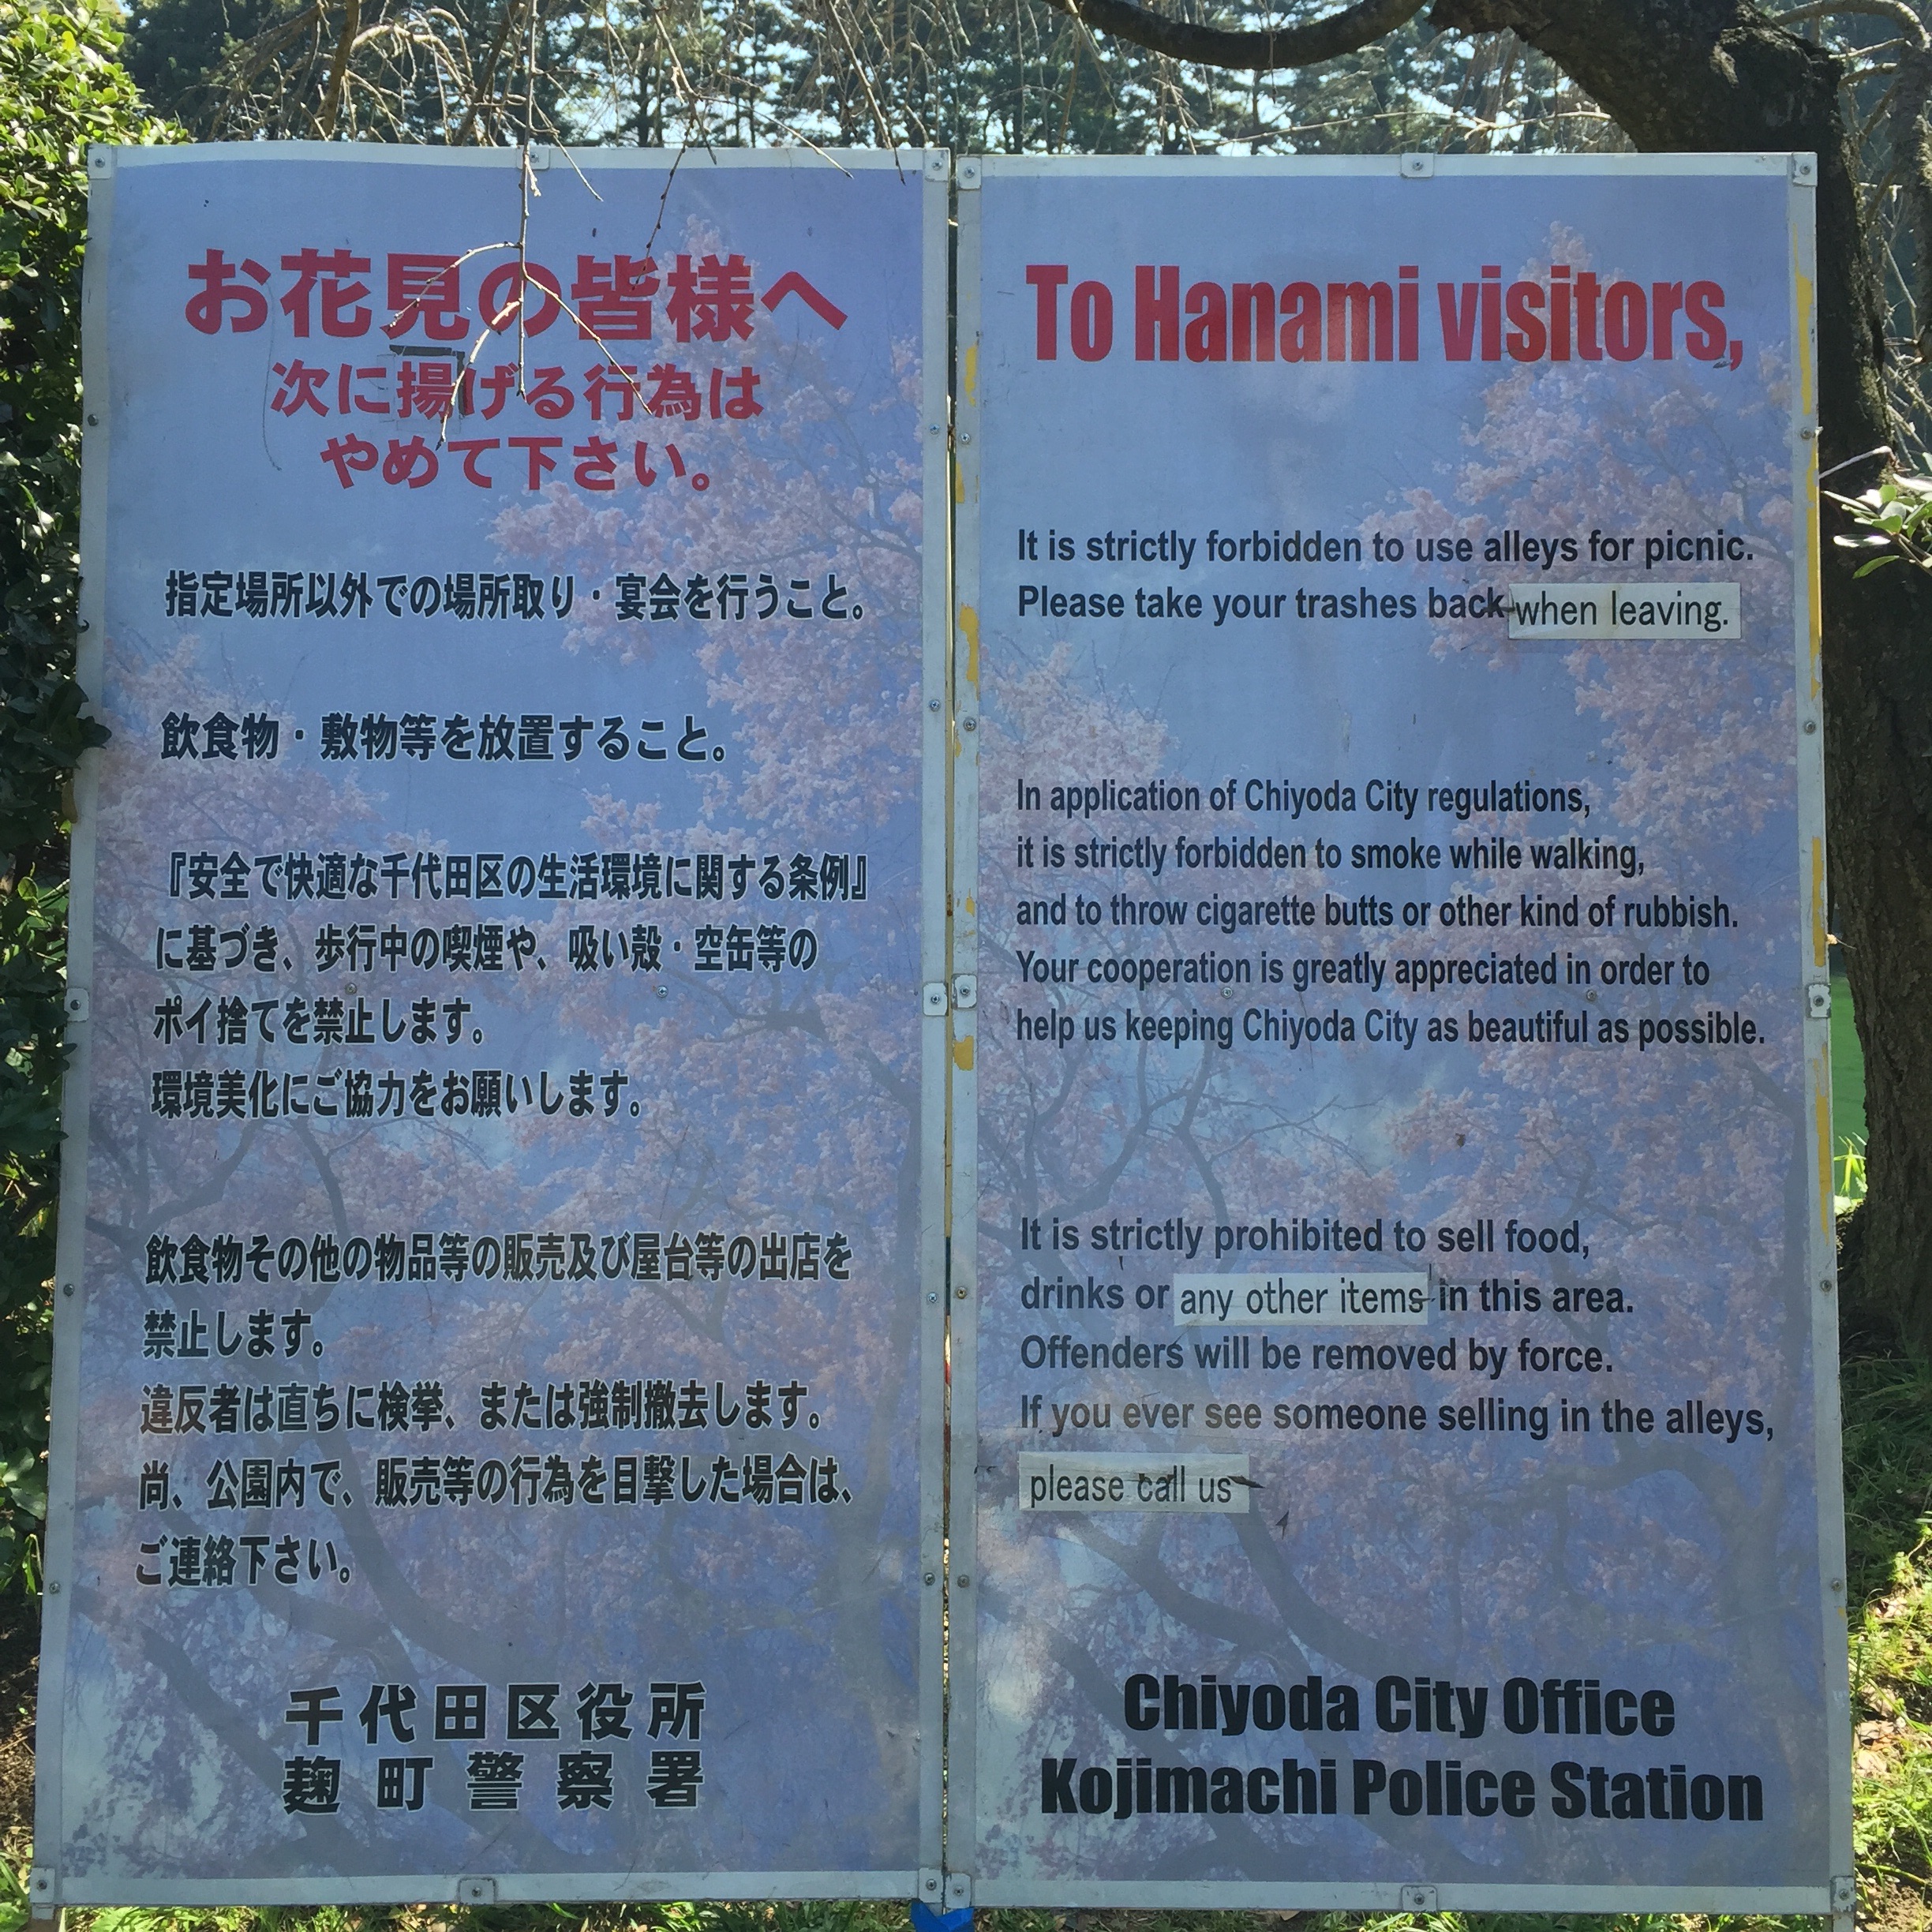 お花見の皆様へ
次に揚げる行為は
やめて下さい。
指定場所以外での場所取り・宴会を行うこと。
飲食物・敷物等を放置すること。
『安全で快適な千代田区の生活環境に関する条例』
に基づき、歩行中の喫煙や、吸い殻・空缶等の
ポイ捨てを禁止します。
環境美化にご協力をお願いします。
飲食物その他の物品等の販売及び屋台等の出店を
禁止します。
違反者は直ちに検挙、または強制撤去します。
尚、公園内で、販売等の行為を目撃した場合は、
ご連絡下さい。
千代田区役所
麹町警察署
To Hanami visitors,
It is strictly forbidden to use alleys for picnic.
Please take your trashes back when leaving.
In application of Chiyoda City regulations,
it is strictly forbidden to smoke while walking,
and to throw cigarette butts or other kind of rubbish.
Your cooperation is greatly appreciated in order to
help us keeping Chiyoda City as beautiful as possible.
It is strictly prohibited to sell food,
drinks or any other items in this area.
Offenders will be removed by force.
If you ever see someone selling in the alleys,
please call us
Chiyoda City Office
Kojimachi Police Station